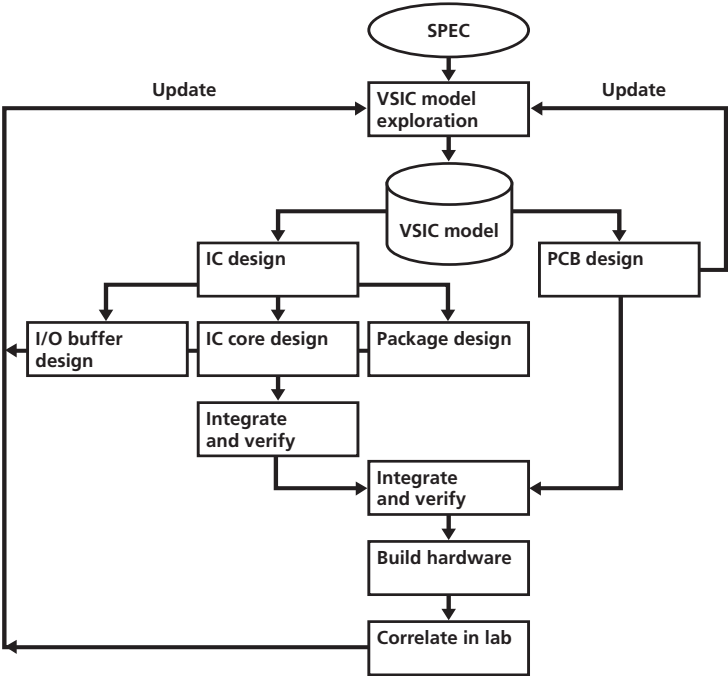 SPEC
Update
VSIC model
exploration
Update
VSIC model
IC design
PCB design
I/O buffer
design
IC core design
Package design
Integrate
and verify
Integrate
and verify
Build hardware
Correlate in lab